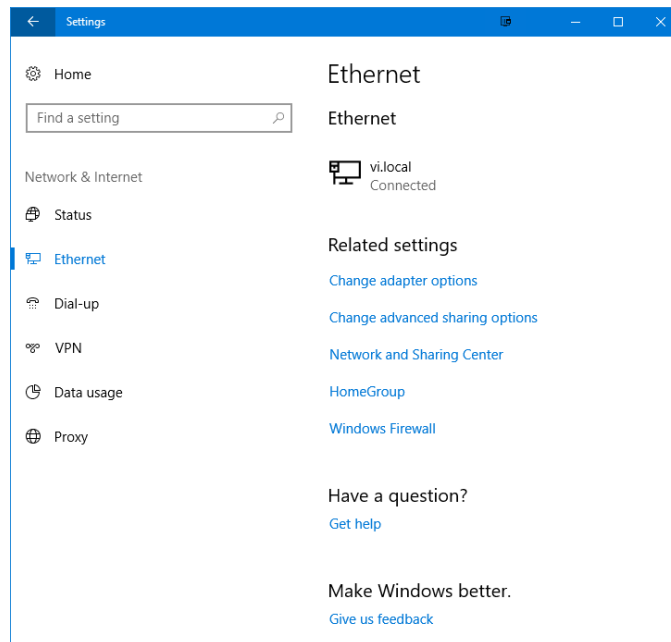 Settings
Home
Find a setting
Network & Internet
Status
Ethernet
Dial-up
VPN
Data usage
Proxy
Ethernet
Ethernet
vi.local
Connected
Related settings
Change adapter options
Change advanced sharing options
Network and Sharing Center
HomeGroup
Windows Firewall
Have a question?
Get help
Make Windows better.
Give us feedback